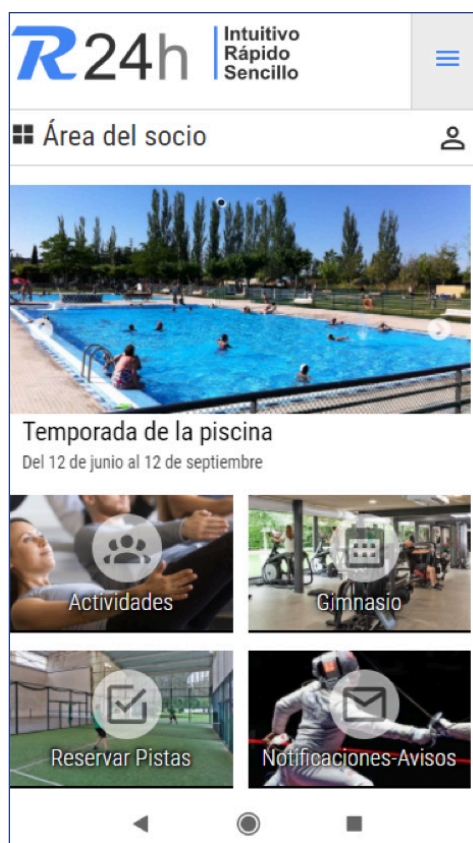 R24h
Intuitivo
Rápido
Sencillo
Área del socio
Temporada de la piscina
Del 12 de junio al 12 de septiembre
Actividades
Gimnasio
Reservar Pistas
Notificaciones-Avisos